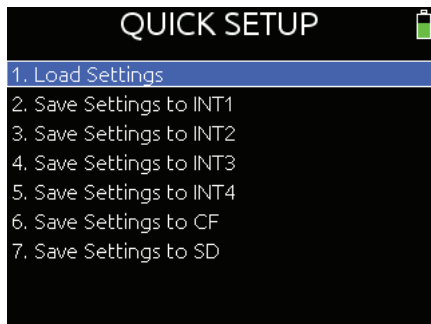 QUICK SETUP
1. Load Settings
2. Save Settings to INT1
3. Save Settings to INT2
4. Save Settings to INT3
5. Save Settings to INT4
6. Save Settings to CF
7. Save Settings to SD